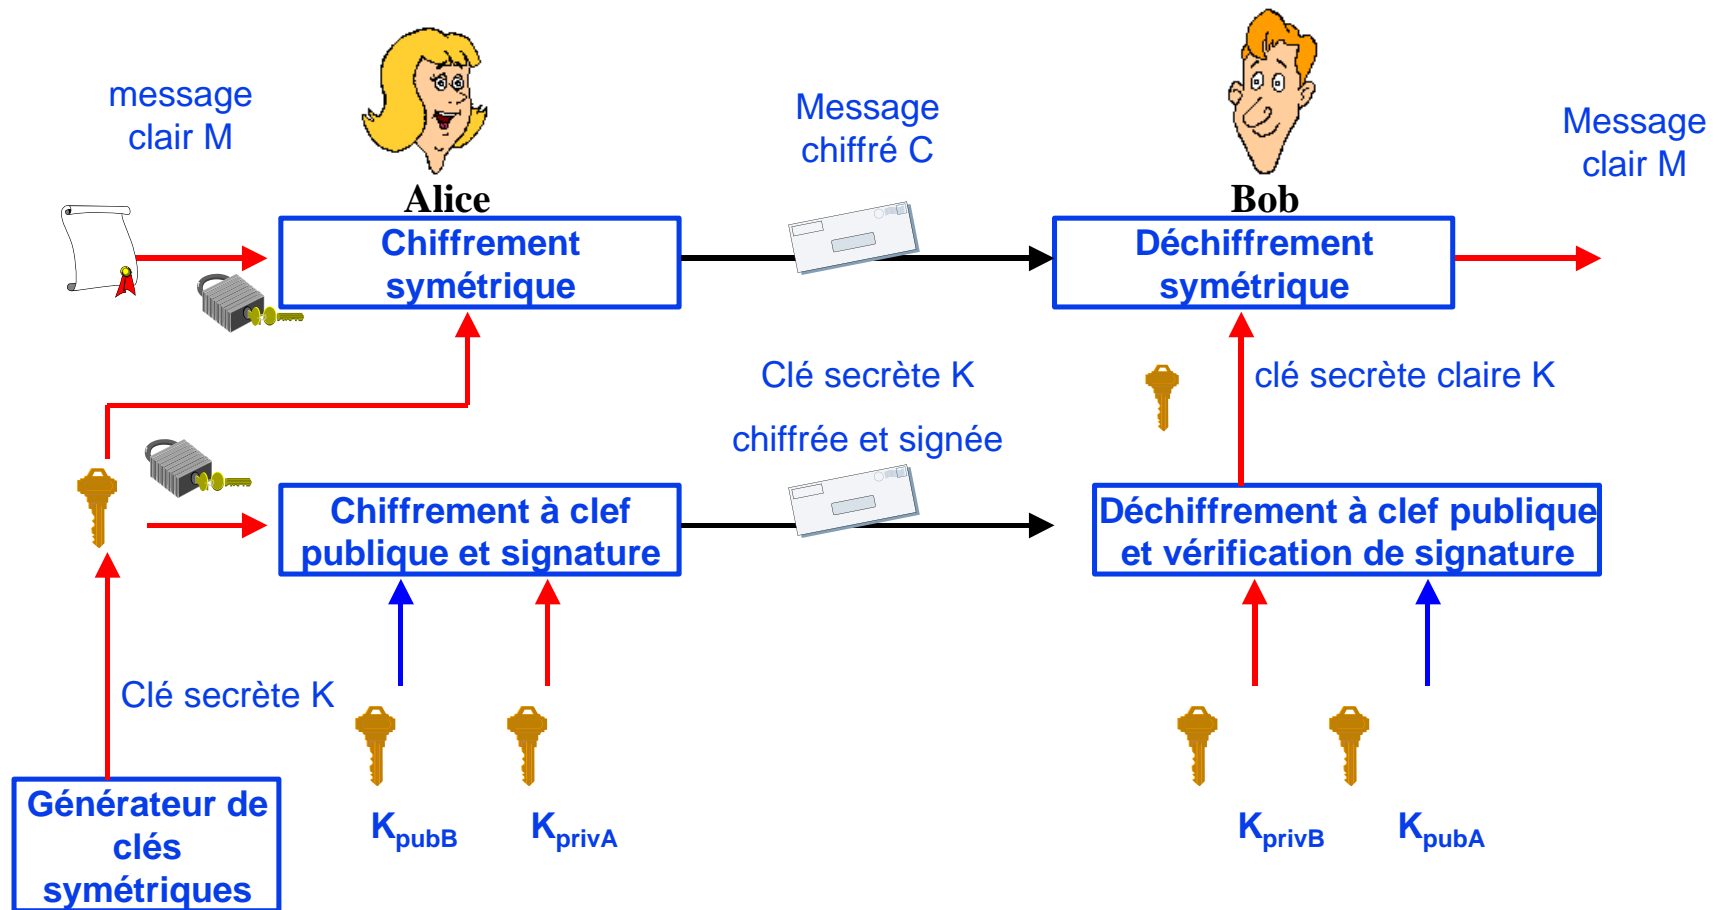 message
clair M
Alice
Message
chiffré C
Bob
Message
clair M
Chiffrement
symétrique
Déchiffrement
symétrique
Clé secrète K
chiffrée et signée
clé secrète claire K
Chiffrement à clef
publique et signature
Déchiffrement à clef publique
et vérification de signature
Clé secrète K
Générateur de
clés
symétriques
KpubB
KprivA
KprivB
KpubA